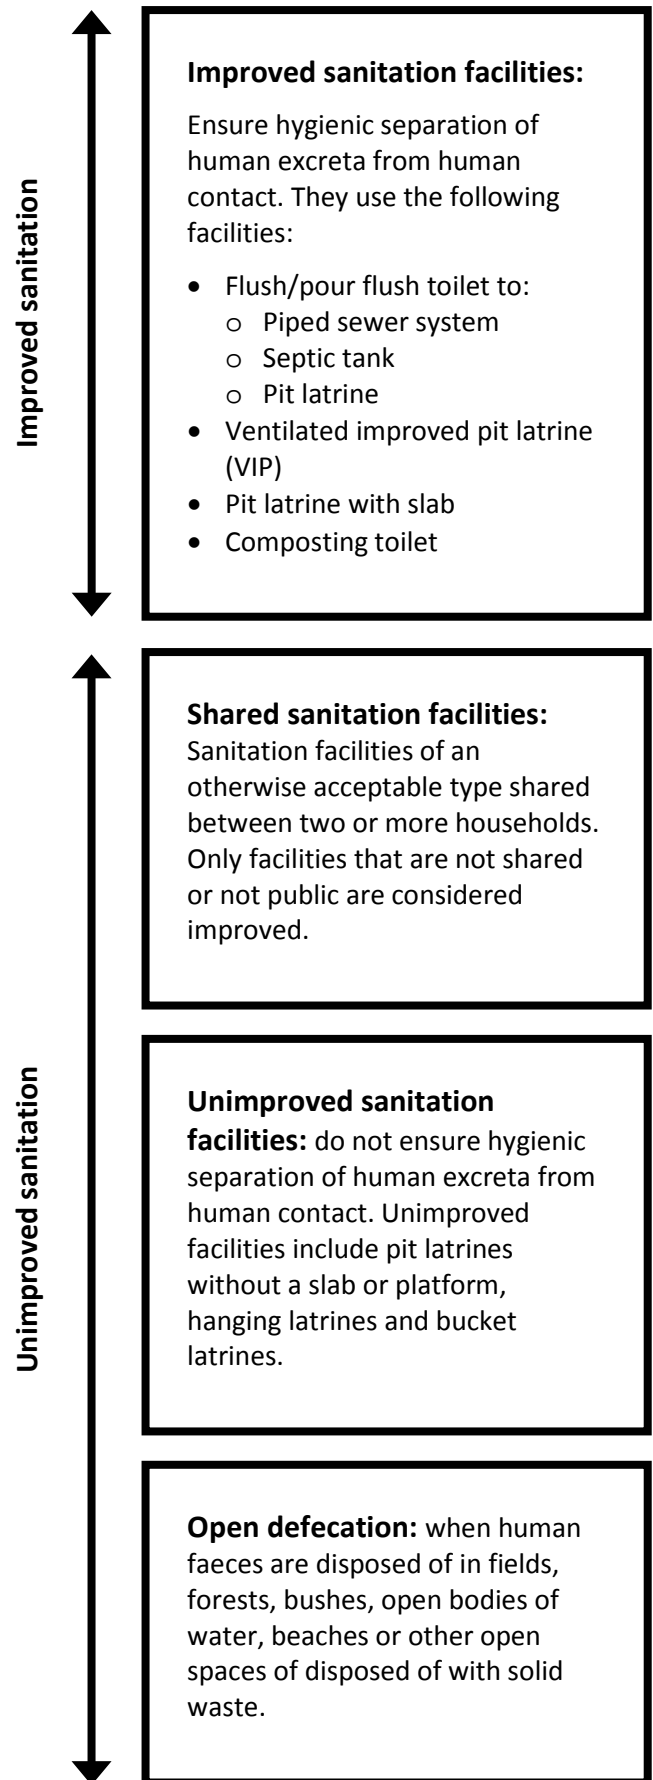 Improved sanitation
Improved sanitation facilities:
Ensure hygienic separation of
human excreta from human
contact. They use the following
facilities:
• Flush/pour flush toilet to:
o Piped sewer system
o Septic tank
o Pit latrine
• Ventilated improved pit latrine
(VIP)
• Pit latrine with slab
• Composting toilet
Unimproved sanitation
Shared sanitation facilities:
Sanitation facilities of an
otherwise acceptable type shared
between two or more households.
Only facilities that are not shared
or not public are considered
improved.
Unimproved sanitation
facilities: do not ensure hygienic
separation of human excreta from
human contact. Unimproved
facilities include pit latrines
without a slab or platform,
hanging latrines and bucket
latrines.
Open defecation: when human
faeces are disposed of in fields,
forests, bushes, open bodies of
water, beaches or other open
spaces of disposed of with solid
waste.